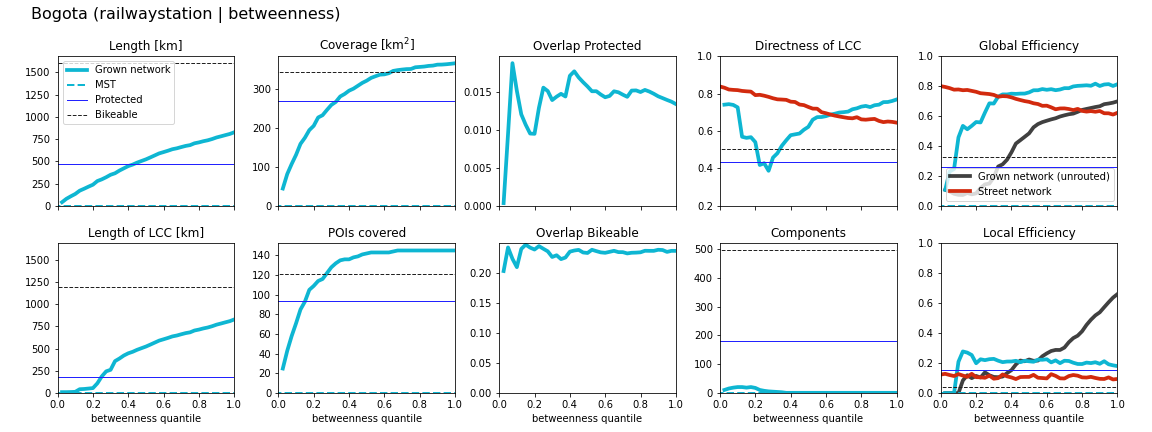 Bogota (railwaystation | betweenness)
Length [km]
Coverage [km²]
Overlap Protected
Directness of LCC
Global Efficiency
1500
1250
1000
750
500
250
0
Grown network
MST
Protected
Bikeable
300
200
100
0
0.015
0.010
0.005
0.000
1.0
0.8
0.6
0.4
0.2
1.0
0.8
0.6
0.4
0.2
0.0
Grown network (unrouted)
Street network
Length of LCC [km]
POIs covered
Overlap Bikeable
Components
Local Efficiency
1500
1250
1000
750
500
250
0
140
120
100
80
60
40
20
0
0.20
0.15
0.10
0.05
0.00
500
400
300
200
100
0
1.0
0.8
0.6
0.4
0.2
0.0
0.0 0.2 0.4 0.6 0.8 1.0
0.0 0.2 0.4 0.6 0.8 1.0
0.0 0.2 0.4 0.6 0.8 1.0
0.0 0.2 0.4 0.6 0.8 1.0
0.0 0.2 0.4 0.6 0.8 1.0
betweenness quantile
betweenness quantile
betweenness quantile
betweenness quantile
betweenness quantile